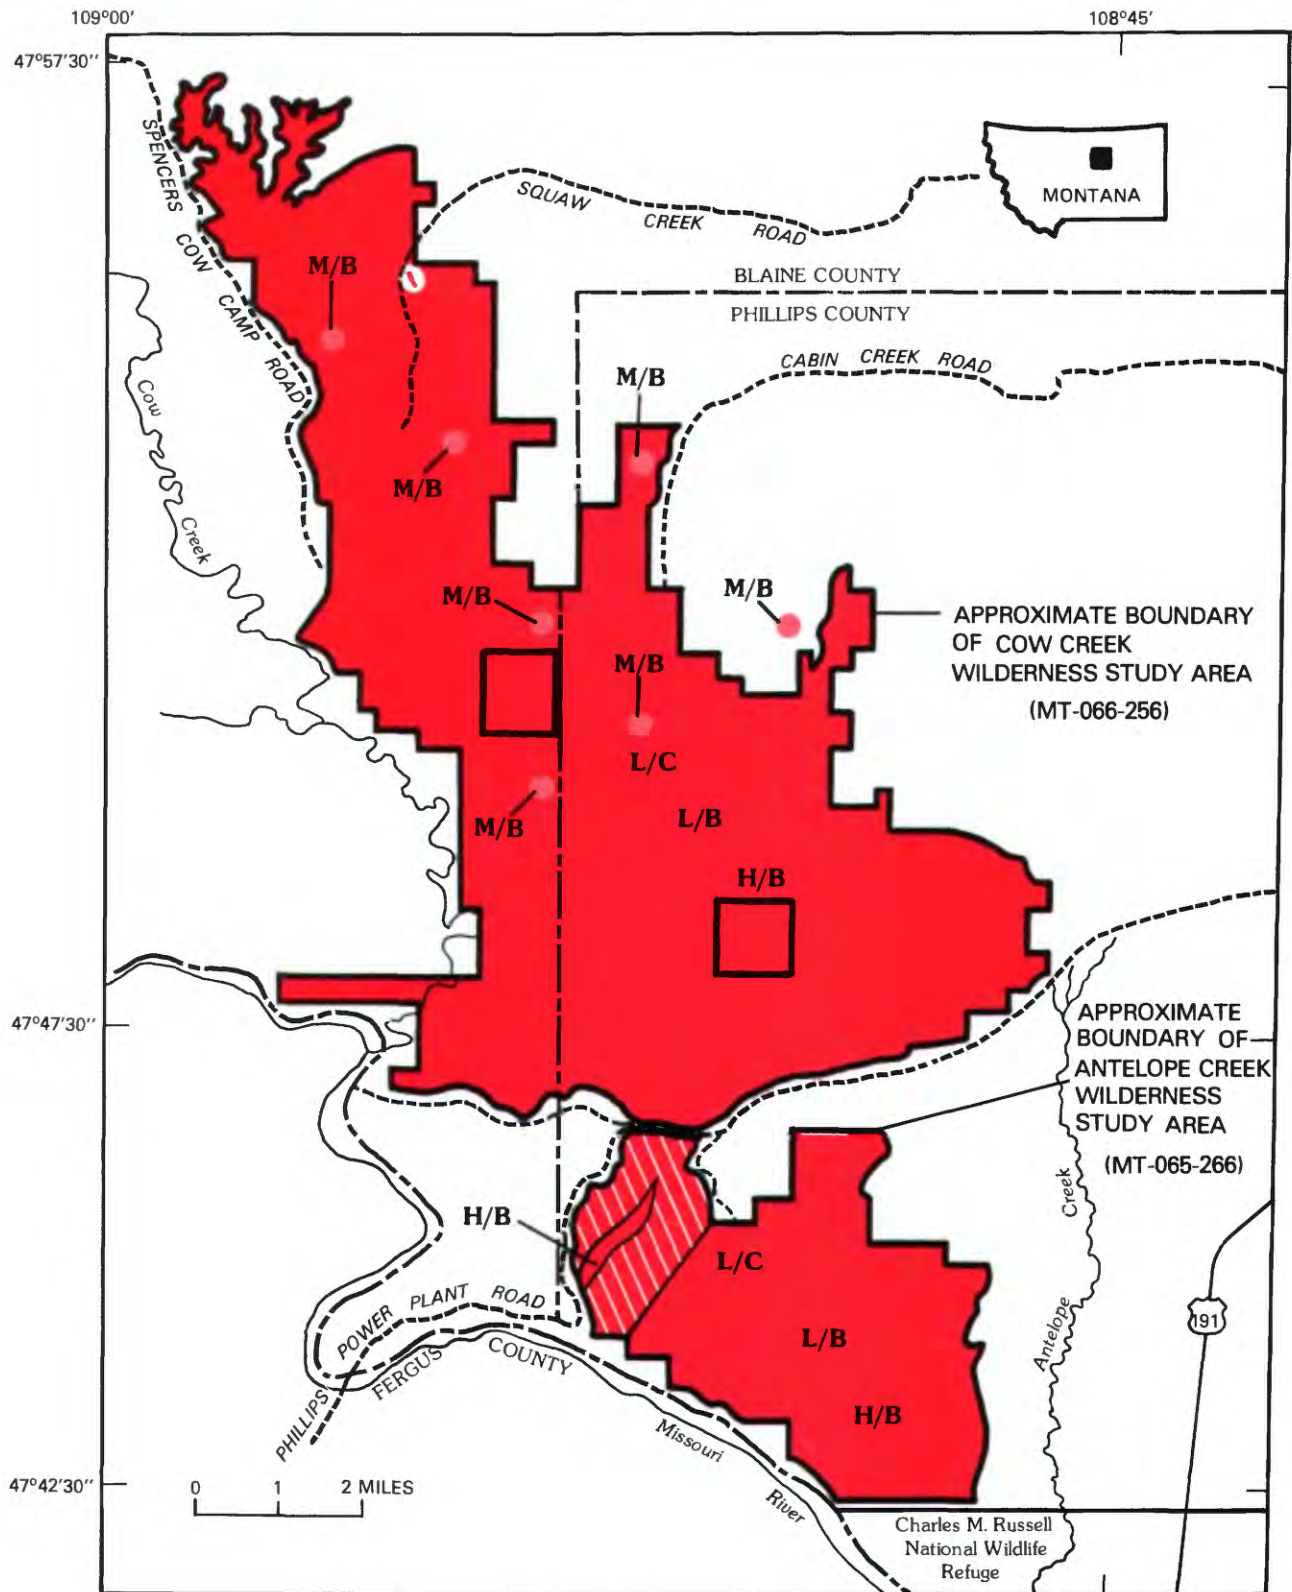 109°00'
108°45'
47°57'30''
SPENCERS COW CAMP ROAD
SQUAW CREEK ROAD
MONTANA
M/B
BLAINE COUNTY
PHILLIPS COUNTY
CABIN CREEK ROAD
M/B
Cow
Creek
M/B
M/B
M/B
APPROXIMATE BOUNDARY
OF COW CREEK
WILDERNESS STUDY AREA
(MT-066-256)
M/B
L/C
M/B
L/B
H/B
47°47'30''
APPROXIMATE
BOUNDARY OF
ANTELOPE CREEK
WILDERNESS
STUDY AREA
(MT-065-266)
H/B
L/C
Antelope Creek
191
PHILLIPS POWER PLANT ROAD
FERGUS COUNTY
L/B
H/B
Missouri River
47°42'30''
0 1 2 MILES
Charles M. Russell
National Wildlife
Refuge